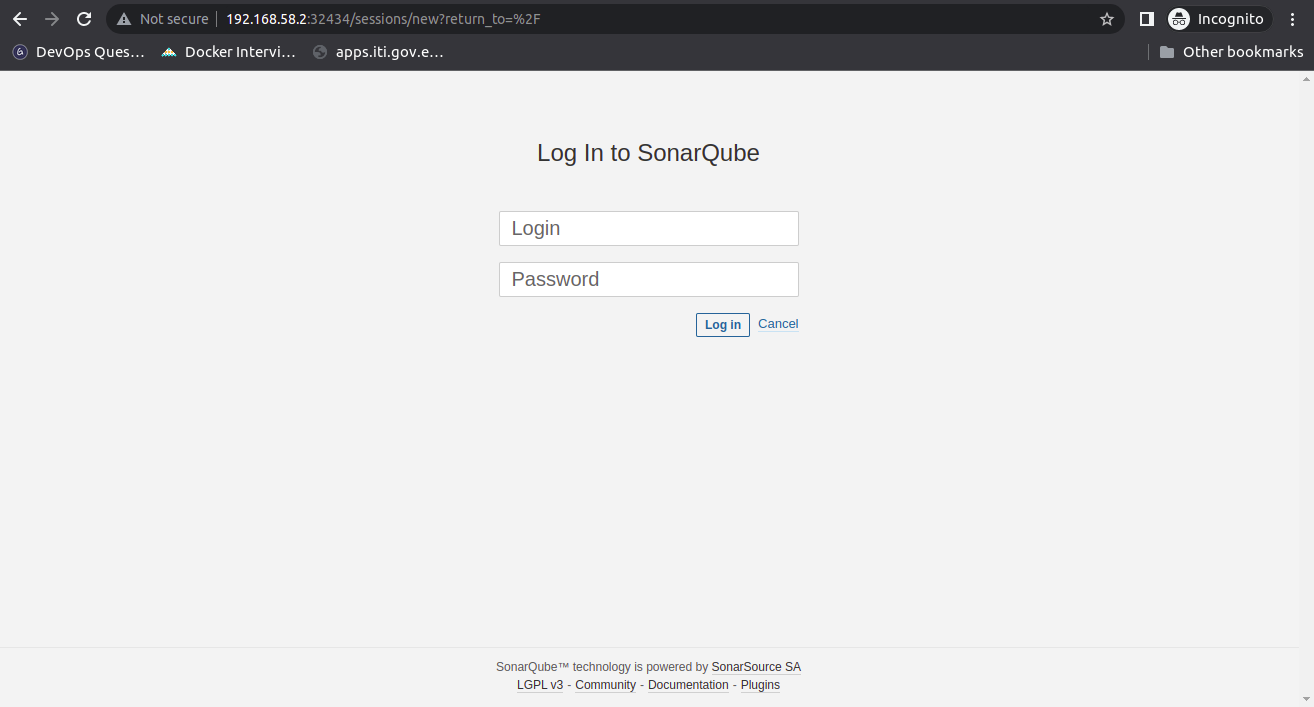 Not secure 192.168.58.2:32434/sessions/new?return_to=%2F Incognito
DevOps Ques... Docker Intervi... apps.iti.gov.e... Other bookmarks
Log In to SonarQube
Login
Password
Log in Cancel
SonarQube™ technology is powered by SonarSource SA
LGPL v3 - Community - Documentation - Plugins